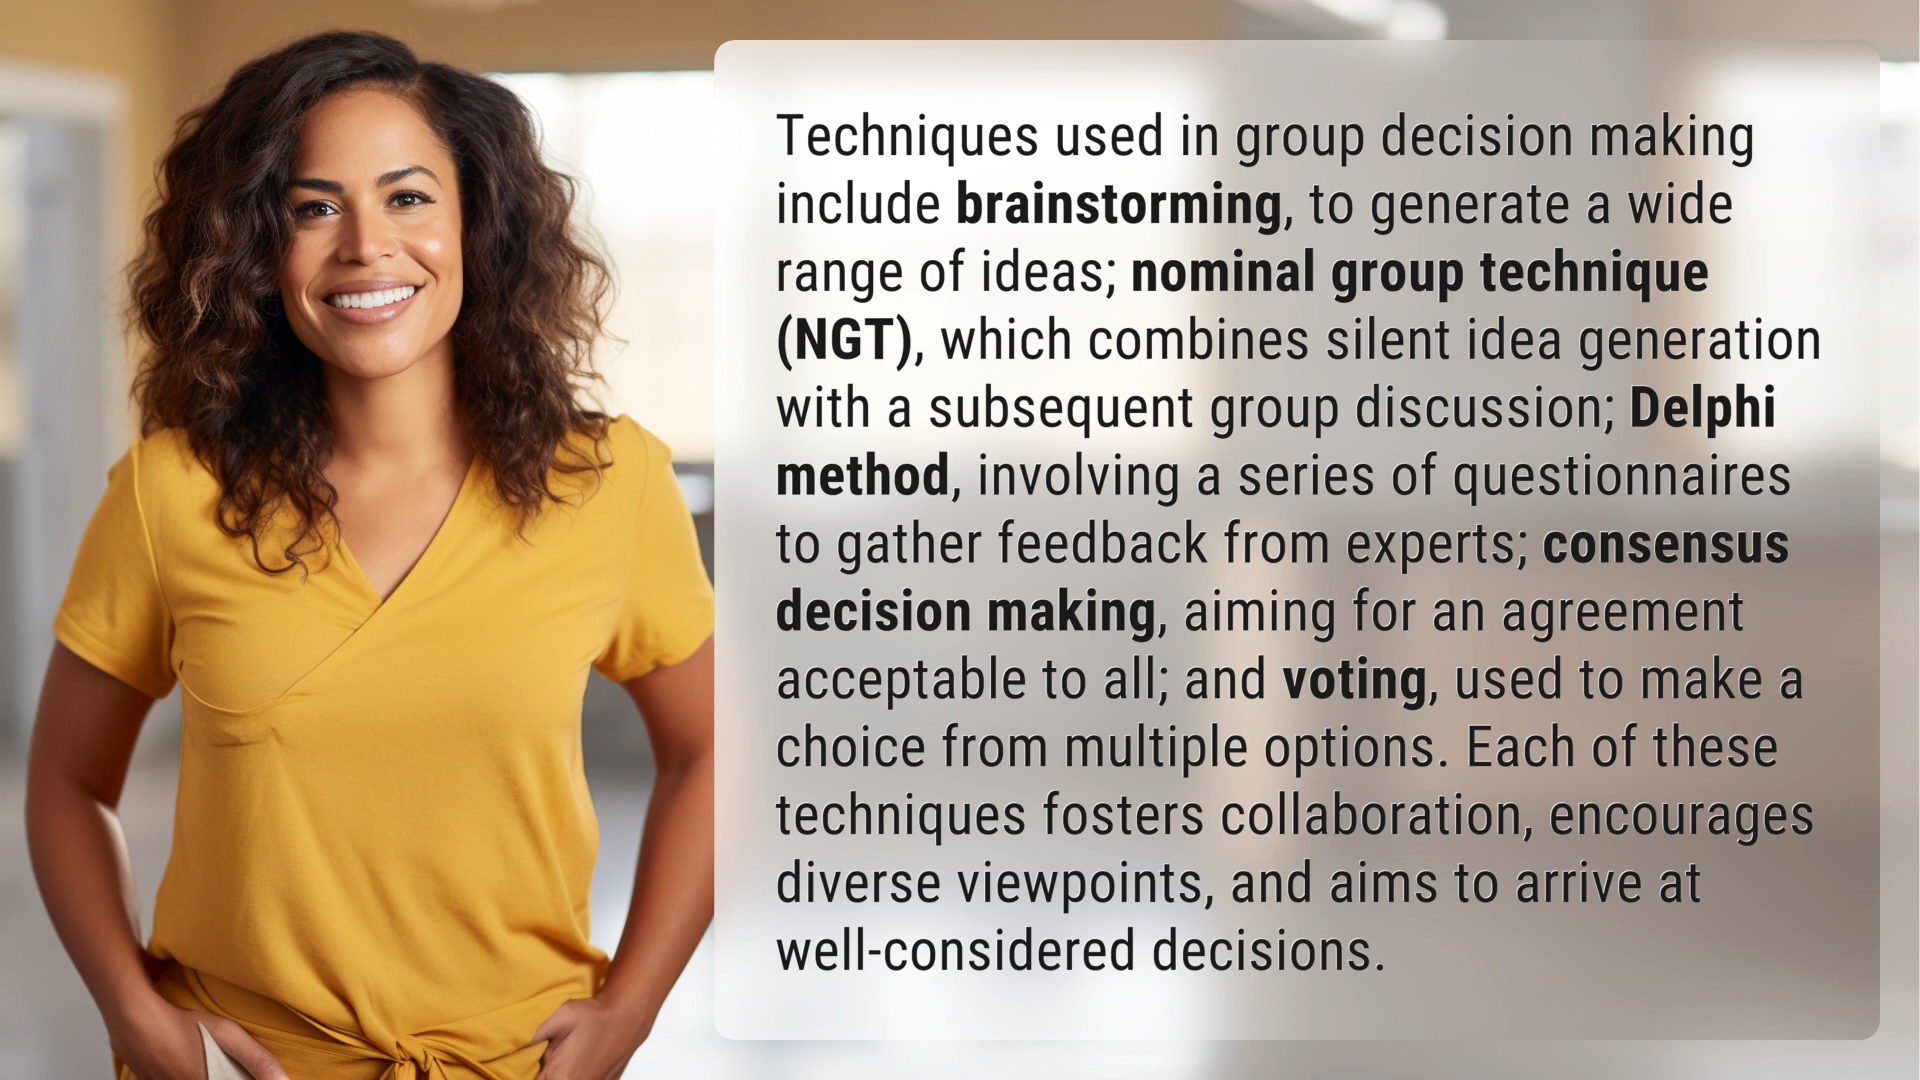 Techniques used in group decision making
include brainstorming, to generate a wide
range of ideas; nominal group technique
(NGT), which combines silent idea generation
with a subsequent group discussion; Delphi
method, involving a series of questionnaires
to gather feedback from experts; consensus
decision making, aiming for an agreement
acceptable to all; and voting, used to make a
choice from multiple options. Each of these
techniques fosters collaboration, encourages
diverse viewpoints, and aims to arrive at
well-considered decisions.